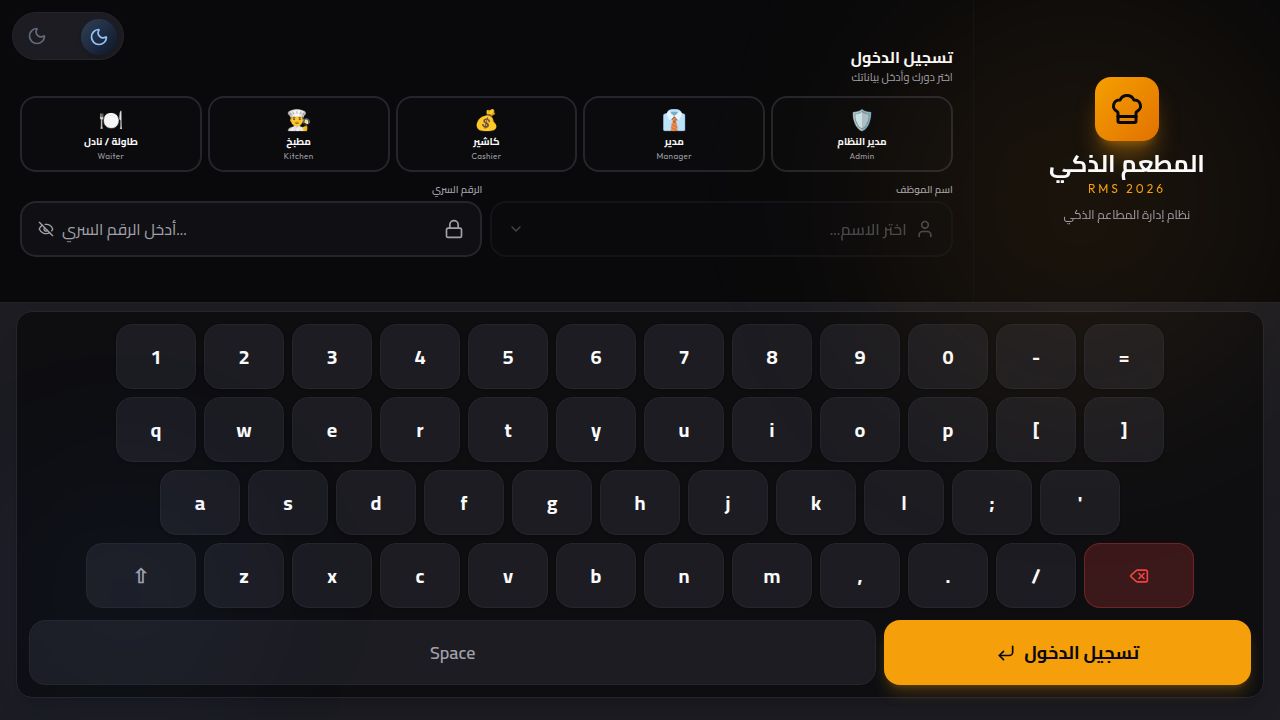 المطعم الذكي
RMS 2026
نظام إدارة المطاعم الذكي
تسجيل الدخول
اختر دورك وأدخل بياناتك
مدير النظام
Admin
مدير
Manager
كاشير
Cashier
مطبخ
Kitchen
طاولة / نادل
Waiter
اسم الموظف
اختر الاسم...
الرقم السري
أدخل الرقم السري...
1 2 3 4 5 6 7 8 9 0 - =
q w e r t y u i o p [ ]
a s d f g h j k l ; '
⇧ z x c v b n m , . /
Space
تسجيل الدخول